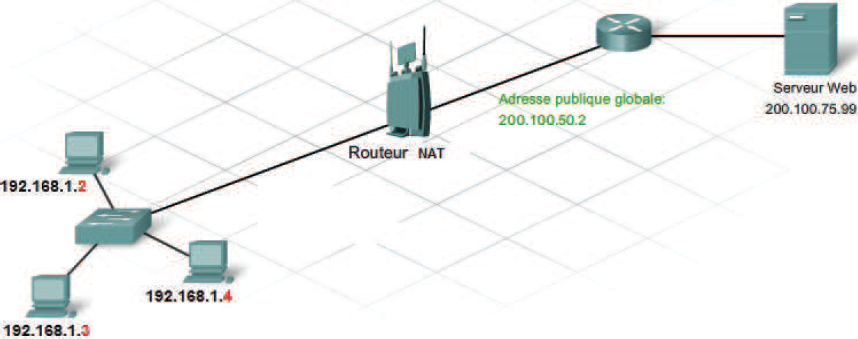 Serveur Web
200.100.75.99
Adresse publique globale:
200.100.50.2
Routeur NAT
192.168.1.2
192.168.1.4
192.168.1.3